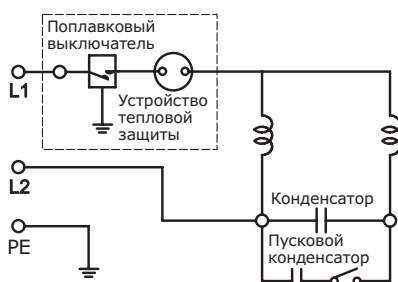 Поплавковый
выключатель
L1
Устройство
тепловой
защиты
L2
Конденсатор
PE
Пусковой
конденсатор